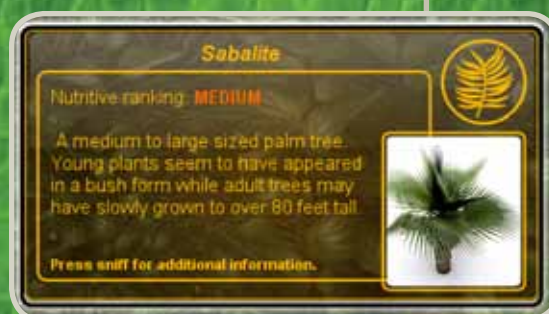 Sabalite
Nutritive ranking: MEDIUM
A medium to large sized palm tree.
Young plants seem to have appeared
in a bush form while adult trees may
have slowly grown to over 80 feet tall.
Press sniff for additional information.